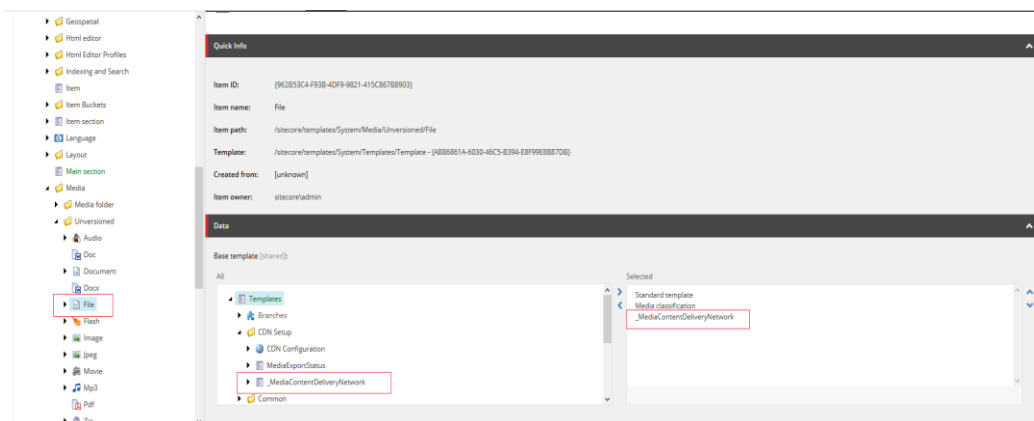 Geospatial
Html editor
Html Editor Profiles
Indexing and Search
Item
Item Buckets
Item section
Language
Layout
Main section
Media
Media folder
Unversioned
Audio
Doc
Document
Docx
File
Flash
Image
Jpeg
Movie
Mp3
Pdf
Quick Info
Item ID: {962B53C4-F93B-4DF9-9821-415C867B8903}
Item name: File
Item path: /sitecore/templates/System/Media/Unversioned/File
Template: /sitecore/templates/System/Templates/Template - {AB86861A-6030-46C5-B394-E8F99E8B87DB}
Created from: [unknown]
Item owner: sitecore\admin
Data
Base template [shared]:
All
Templates
Branches
CDN Setup
CDN Configuration
MediaExportStatus
_MediaContentDeliveryNetwork
Common
Selected
Standard template
Media classification
_MediaContentDeliveryNetwork